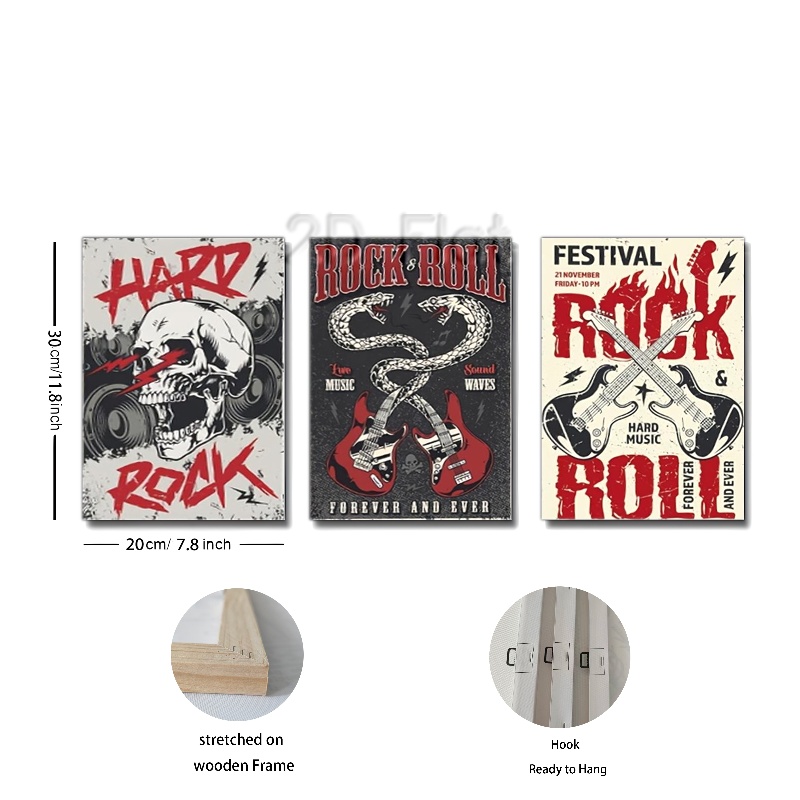 2D Flat
HARD
ROCK
ROCK & ROLL
Live
MUSIC
Sound
WAVES
FOREVER AND EVER
FESTIVAL
21 NOVEMBER
FRIDAY-10 PM
ROCK
&
HARD
MUSIC
ROLL
FOREVER
AND EVER
30cm/11.8inch
20cm/ 7.8 inch
stretched on
wooden Frame
Hook
Ready to Hang